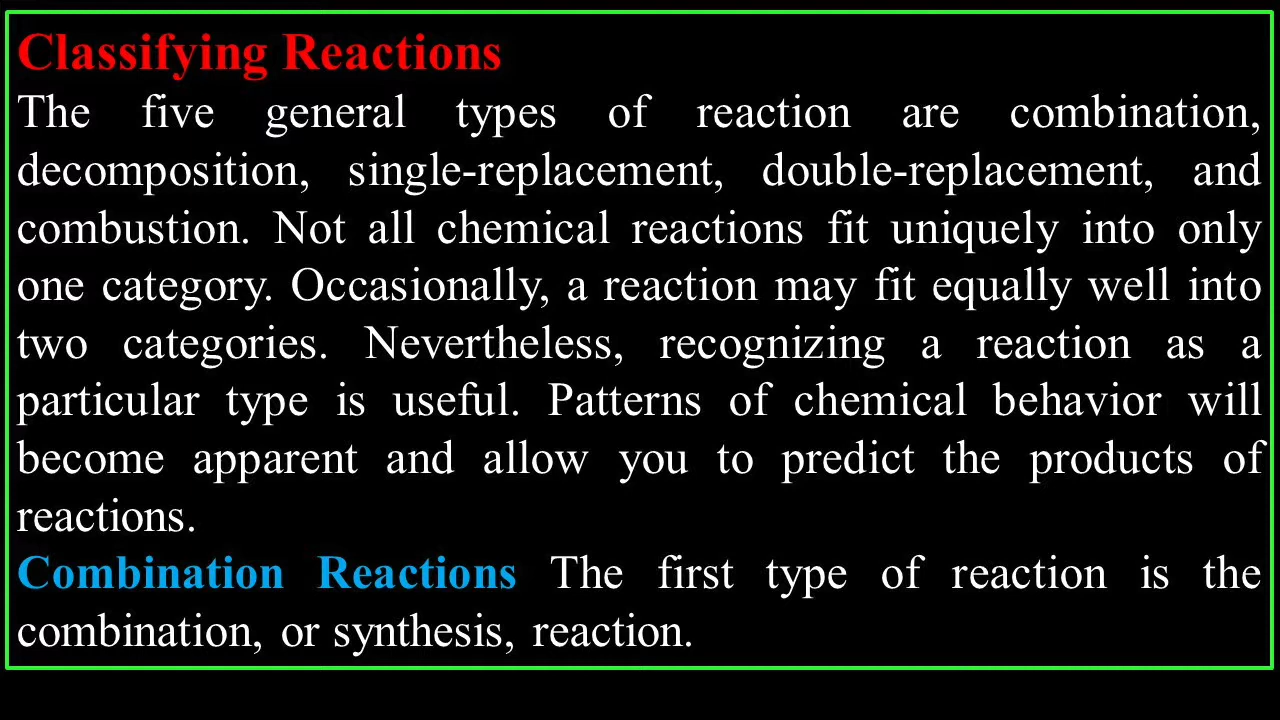 Classifying Reactions
The five general types of reaction are combination,
decomposition, single-replacement, double-replacement, and
combustion. Not all chemical reactions fit uniquely into only
one category. Occasionally, a reaction may fit equally well into
two categories. Nevertheless, recognizing a reaction as a
particular type is useful. Patterns of chemical behavior will
become apparent and allow you to predict the products of
reactions.
Combination Reactions The first type of reaction is the
combination, or synthesis, reaction.